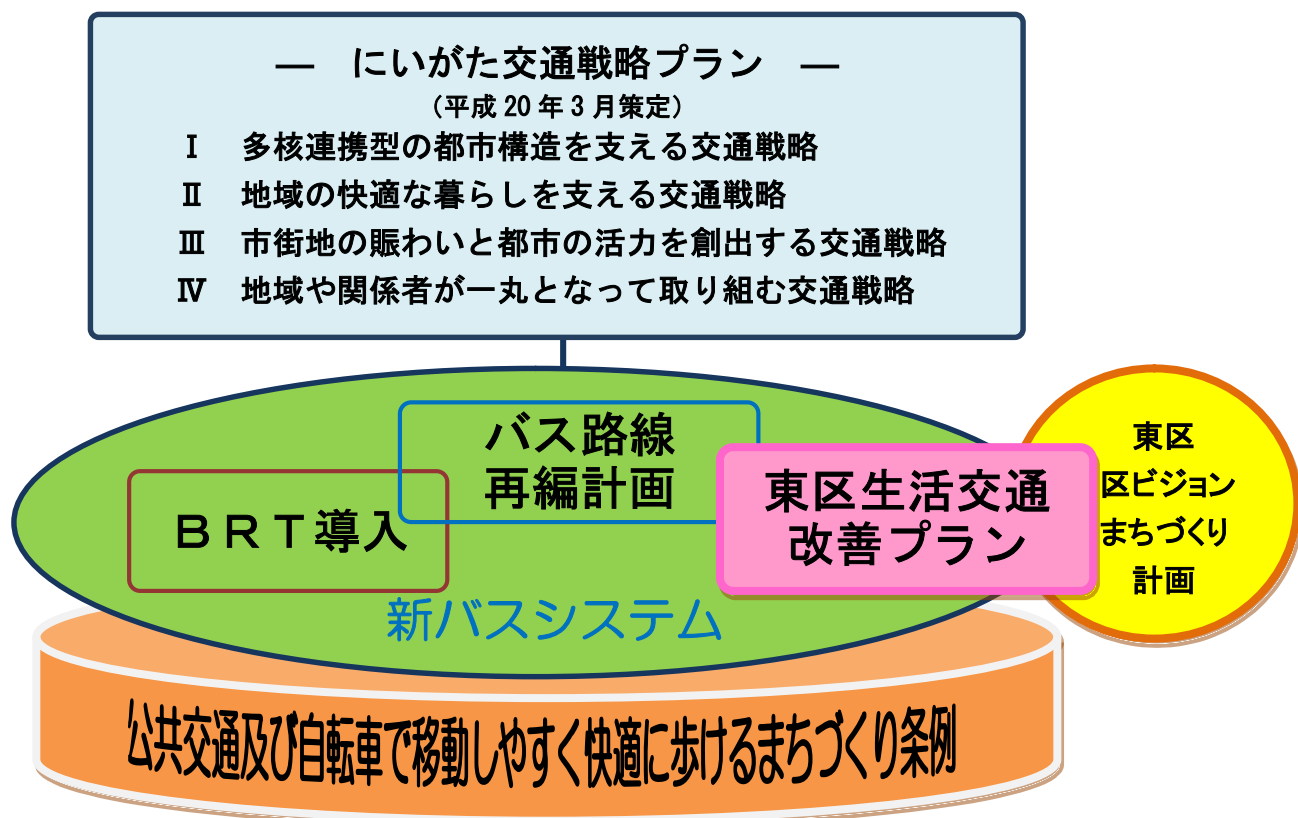 ― にいがた交通戦略プラン ―
（平成20年3月策定）
Ⅰ 多核連携型の都市構造を支える交通戦略
Ⅱ 地域の快適な暮らしを支える交通戦略
Ⅲ 市街地の賑わいと都市の活力を創出する交通戦略
Ⅳ 地域や関係者が一丸となって取り組む交通戦略
バス路線
再編計画
ＢＲＴ導入
東区生活交通
改善プラン
東区
区ビジョン
まちづくり
計画
新バスシステム
公共交通及び自転車で移動しやすく快適に歩けるまちづくり条例